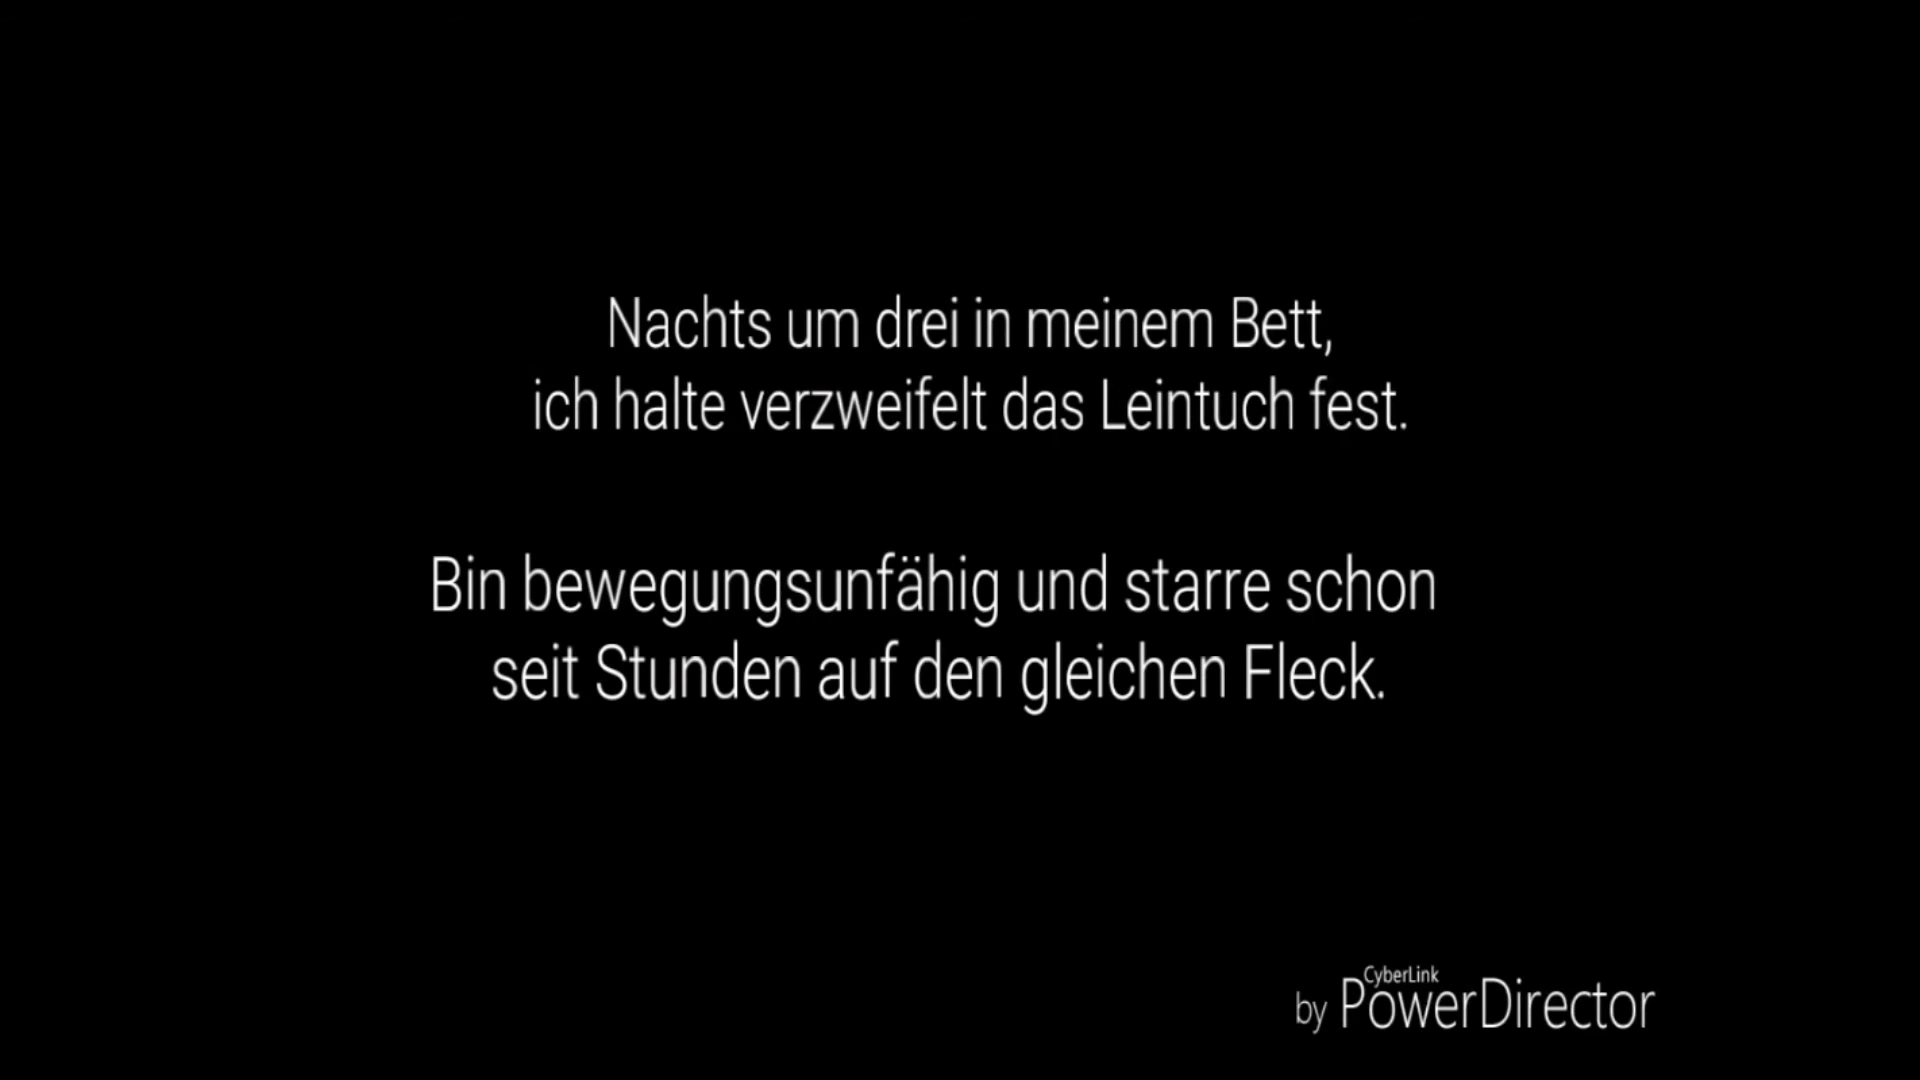 Nachts um drei in meinem Bett,
ich halte verzweifelt das Leintuch fest.
Bin bewegungsunfähig und starre schon
seit Stunden auf den gleichen Fleck.
CyberLink
by PowerDirector